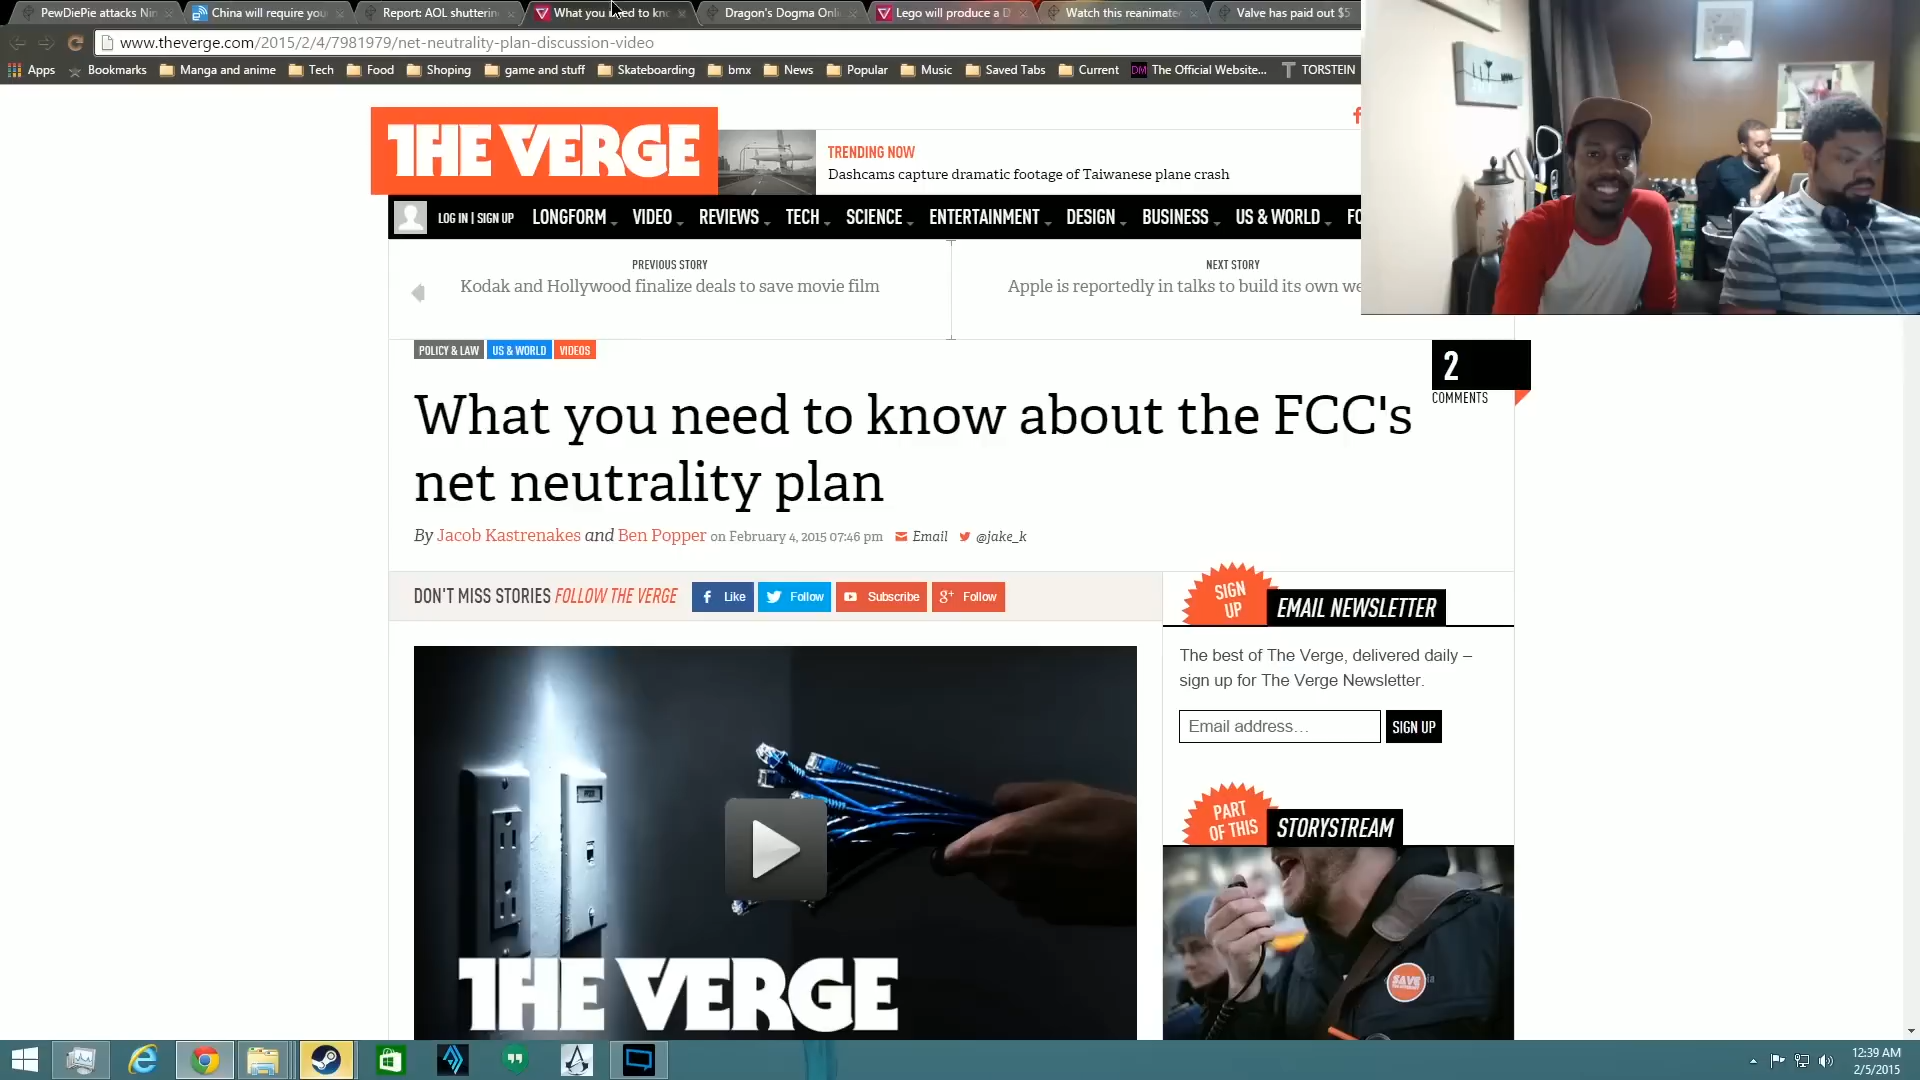 PewDiePie attacks Nin
China will require you
Report: AOL shutterin
What you need to kno
Dragon's Dogma Onli
Lego will produce a D
Watch this reanimate
Valve has paid out $5
www.theverge.com/2015/2/4/7981979/net-neutrality-plan-discussion-video
Apps
Bookmarks
Manga and anime
Tech
Food
Shoping
game and stuff
Skateboarding
bmx
News
Popular
Music
Saved Tabs
Current
DM
The Official Website...
TORSTEIN
THE VERGE
TRENDING NOW
Dashcams capture dramatic footage of Taiwanese plane crash
LOG IN | SIGN UP
LONGFORM
VIDEO
REVIEWS
TECH
SCIENCE
ENTERTAINMENT
DESIGN
BUSINESS
US & WORLD
FO
PREVIOUS STORY
Kodak and Hollywood finalize deals to save movie film
NEXT STORY
Apple is reportedly in talks to build its own we
POLICY & LAW
US & WORLD
VIDEOS
What you need to know about the FCC's
net neutrality plan
2
COMMENTS
By Jacob Kastrenakes and Ben Popper on February 4, 2015 07:46 pm
Email
@jake_k
DON'T MISS STORIES FOLLOW THE VERGE
Like
Follow
Subscribe
Follow
SIGN
UP
EMAIL NEWSLETTER
The best of The Verge, delivered daily –
sign up for The Verge Newsletter.
Email address…
SIGN UP
PART
OF THIS
STORYSTREAM
SAVE
THE VERGE
12:39 AM
2/5/2015